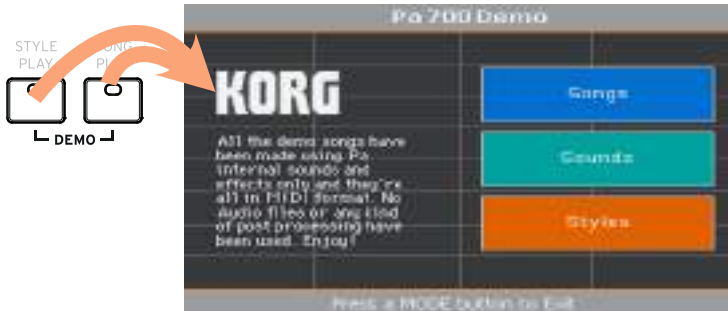 Pa700 Demo
STYLE
PLAY
SONG
DEMO
KORG
All the demo songs have
been made using Pa
internal sounds and
effects only and they're
all in MIDI format. No
Audio files or any kind
of post processing have
been used. Enjoy!
Songs
Sounds
Styles
Press a MODE button to Exit